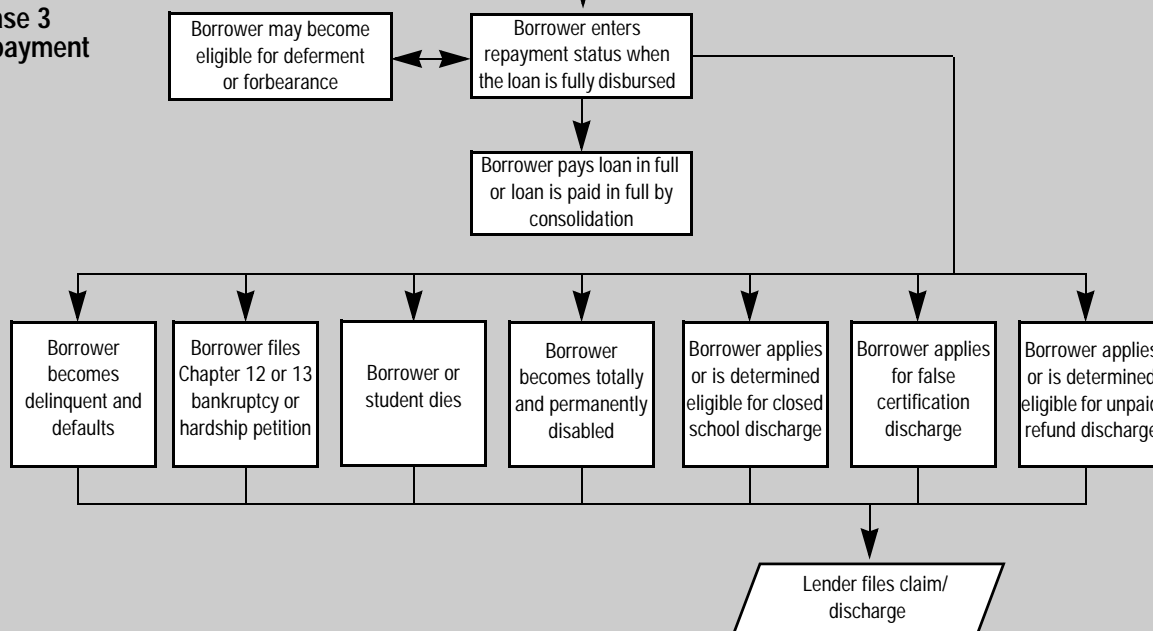 Borrower may become
eligible for deferment
or forbearance
Borrower enters
repayment status when
the loan is fully disbursed
Borrower pays loan in full
or loan is paid in full by
consolidation
Borrower
becomes
delinquent and
defaults
Borrower files
Chapter 12 or 13
bankruptcy or
hardship petition
Borrower or
student dies
Borrower
becomes totally
and permanently
disabled
Borrower applies
or is determined
eligible for closed
school discharge
Borrower applies
for false
certification
discharge
Borrower applies
or is determined
eligible for unpaid
refund discharge
Lender files claim/
discharge